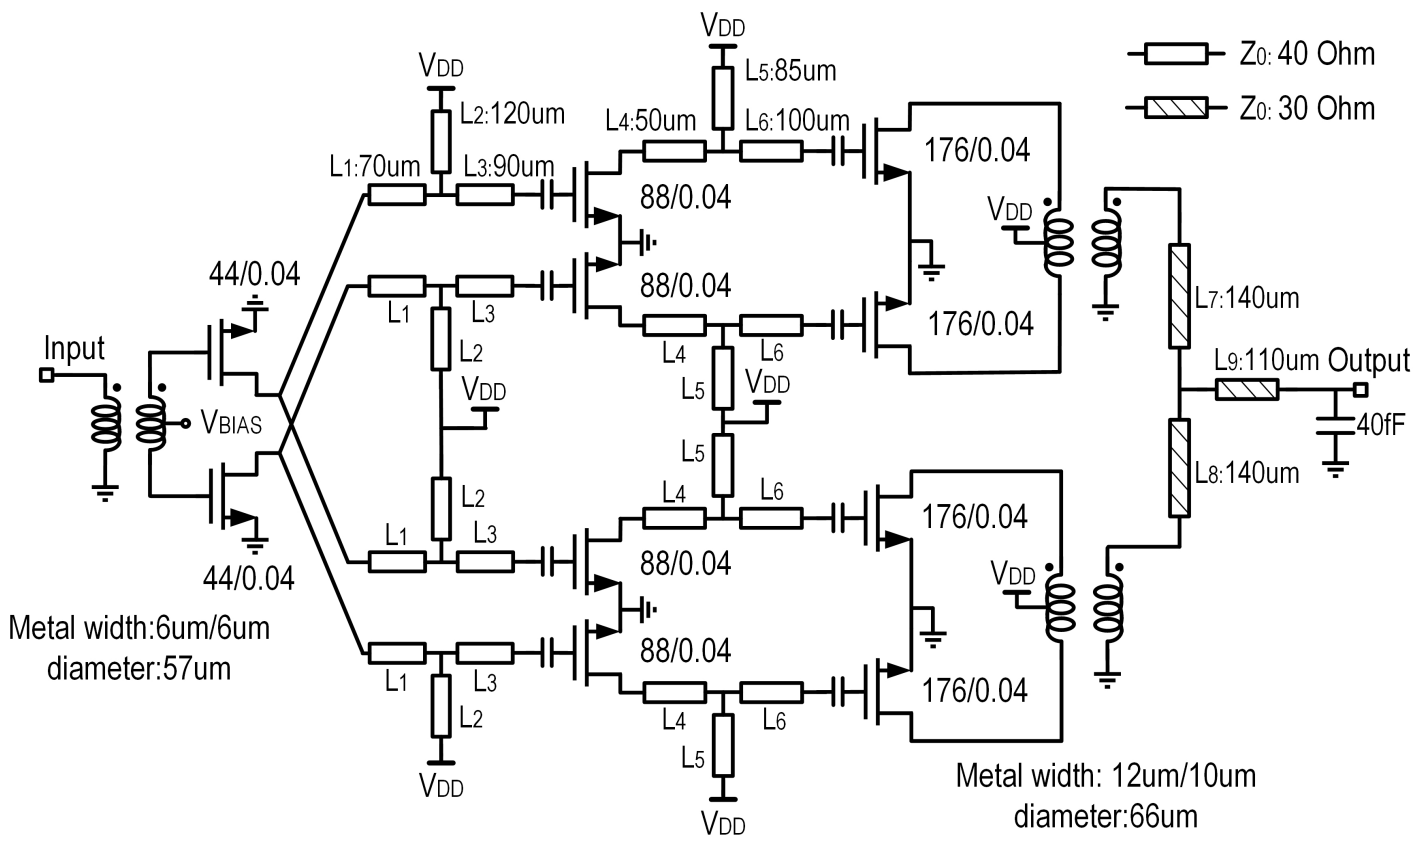 VDD
Z0: 40 Ohm
VDD
L5:85um
Z0: 30 Ohm
L2:120um
L4:50um
L6:100um
L1:70um
L3:90um
176/0.04
88/0.04
VDD
44/0.04
88/0.04
L7:140um
L1
L3
176/0.04
Input
L2
L4
L6
L9:110um
Output
VDD
L5
VDD
VBIAS
40fF
L5
L8:140um
L2
L4
L6
L1
L3
176/0.04
44/0.04
88/0.04
VDD
Metal width:6um/6um
diameter:57um
88/0.04
L1
L3
176/0.04
L2
L4
L6
L5
VDD
Metal width: 12um/10um
diameter:66um
VDD